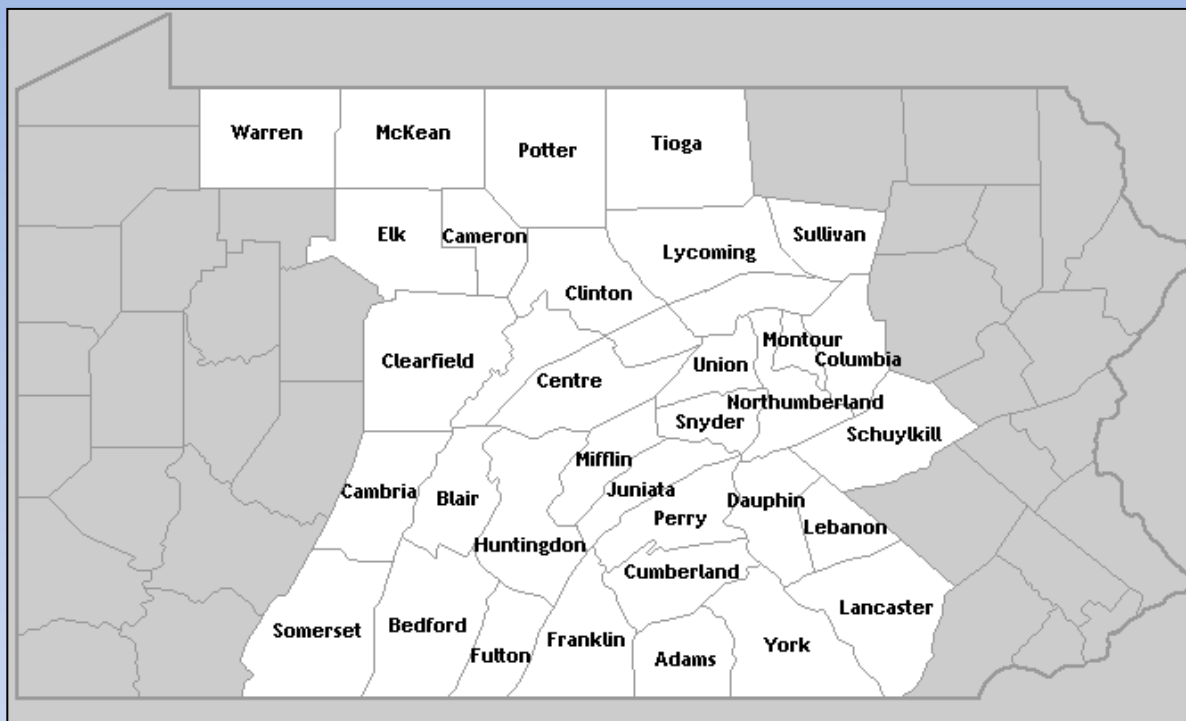 Warren
McKean
Potter
Tioga
Elk
Cameron
Sullivan
Lycoming
Clinton
Montour
Columbia
Clearfield
Union
Centre
Northumberland
Snyder
Schuylkill
Mifflin
Cambria
Blair
Juniata
Dauphin
Perry
Lebanon
Huntingdon
Cumberland
Lancaster
Somerset
Bedford
Franklin
York
Futton
Adams